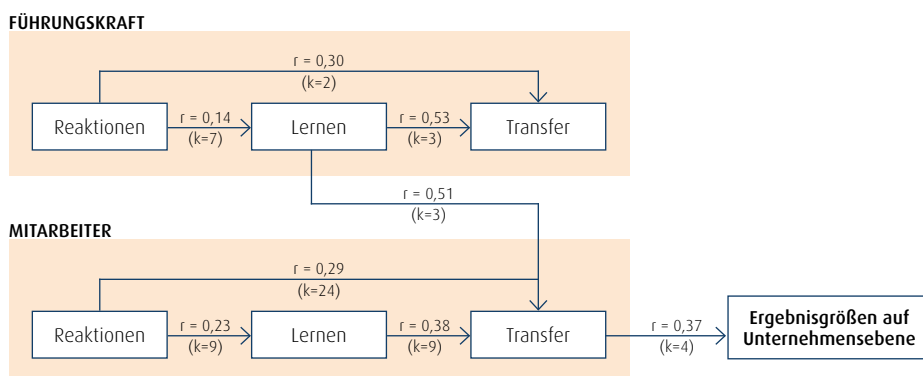 FÜHRUNGSKRAFT
r = 0,30
(k=2)
Reaktionen
r = 0,14
(k=7)
Lernen
r = 0,53
(k=3)
Transfer
r = 0,51
(k=3)
MITARBEITER
r = 0,29
(k=24)
Reaktionen
r = 0,23
(k=9)
Lernen
r = 0,38
(k=9)
Transfer
r = 0,37
(k=4)
Ergebnisgrößen auf
Unternehmensebene